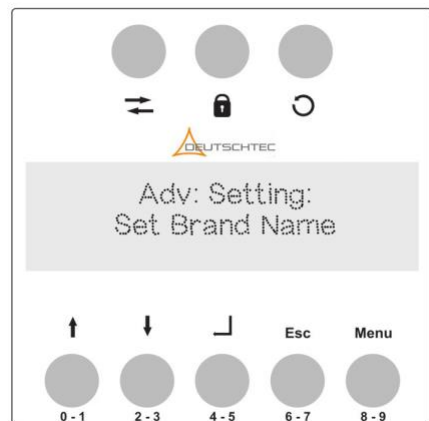 DEUTSCHTEC
Adv: Setting:
Set Brand Name
Esc Menu
0 - 1 2 - 3 4 - 5 6 - 7 8 - 9